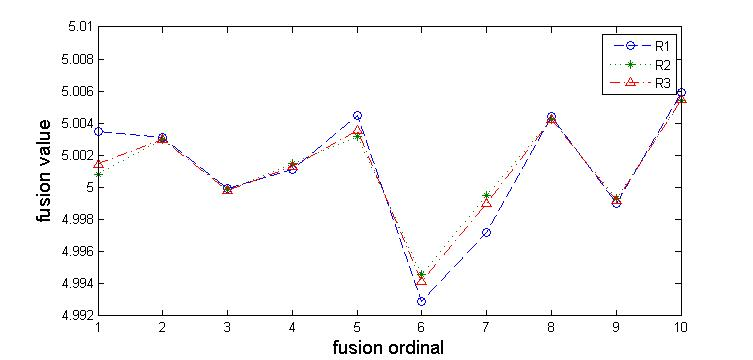 5.01
5.008
5.006
5.004
5.002
5
4.998
4.996
4.994
4.992
fusion value
R1
R2
R3
1 2 3 4 5 6 7 8 9 10
fusion ordinal